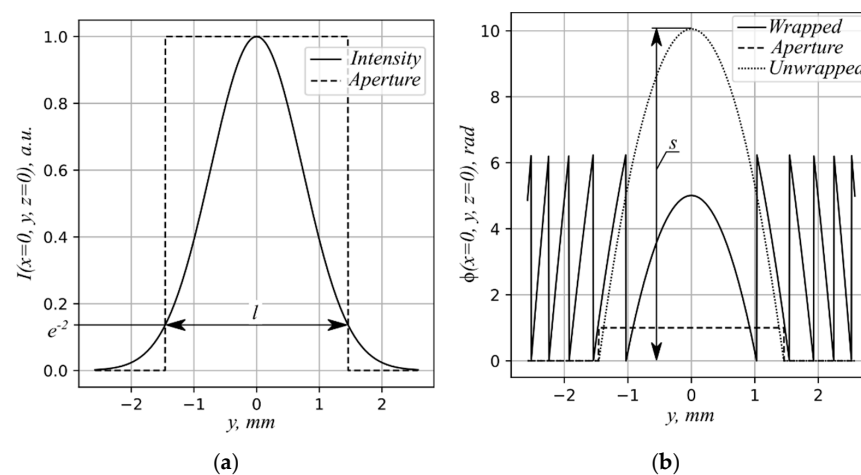 1.0
0.8
0.6
0.4
0.2
e-2
0.0
I(x=0, y, z=0), a.u.
Intensity
Aperture
l
−2 −1 0 1 2
y, mm
(a)
10
8
6
4
2
0
ϕ(x=0, y, z=0), rad
Wrapped
Aperture
Unwrapped
s
−2 −1 0 1 2
y, mm
(b)